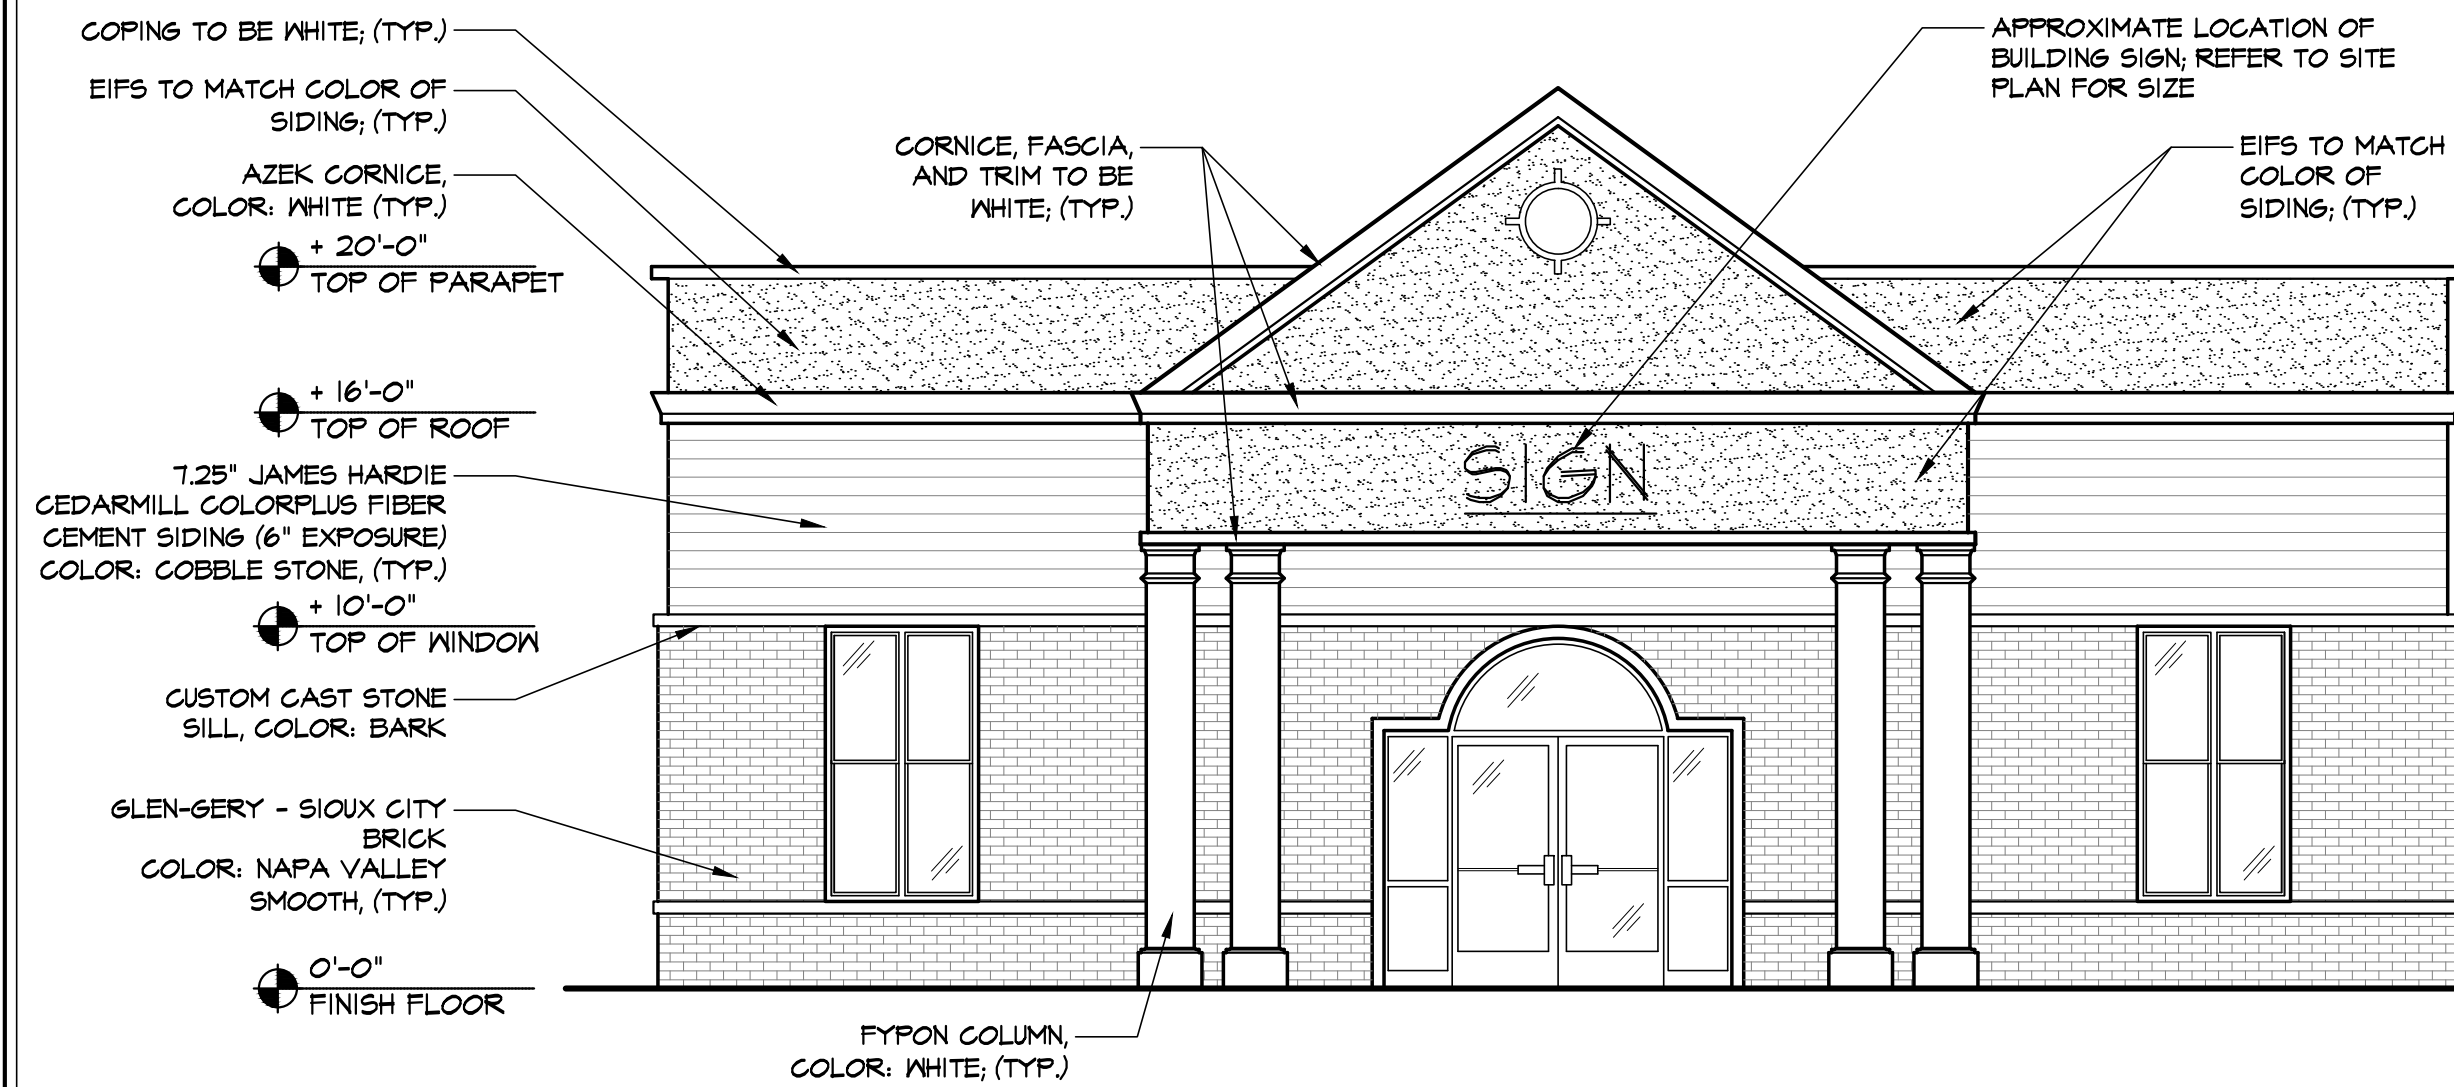 COPING TO BE WHITE; (TYP.)
EIFS TO MATCH COLOR OF
SIDING; (TYP.)
AZEK CORNICE,
COLOR: WHITE (TYP.)
+ 20'-0"
TOP OF PARAPET
+ 16'-0"
TOP OF ROOF
7.25" JAMES HARDIE
CEDARMILL COLORPLUS FIBER
CEMENT SIDING (6" EXPOSURE)
COLOR: COBBLE STONE, (TYP.)
+ 10'-0"
TOP OF WINDOW
CUSTOM CAST STONE
SILL, COLOR: BARK
GLEN-GERY - SIOUX CITY
BRICK
COLOR: NAPA VALLEY
SMOOTH, (TYP.)
0'-0"
FINISH FLOOR
CORNICE, FASCIA,
AND TRIM TO BE
WHITE; (TYP.)
SIGN
FYPON COLUMN,
COLOR: WHITE; (TYP.)
APPROXIMATE LOCATION OF
BUILDING SIGN; REFER TO SITE
PLAN FOR SIZE
EIFS TO MATCH
COLOR OF
SIDING; (TYP.)